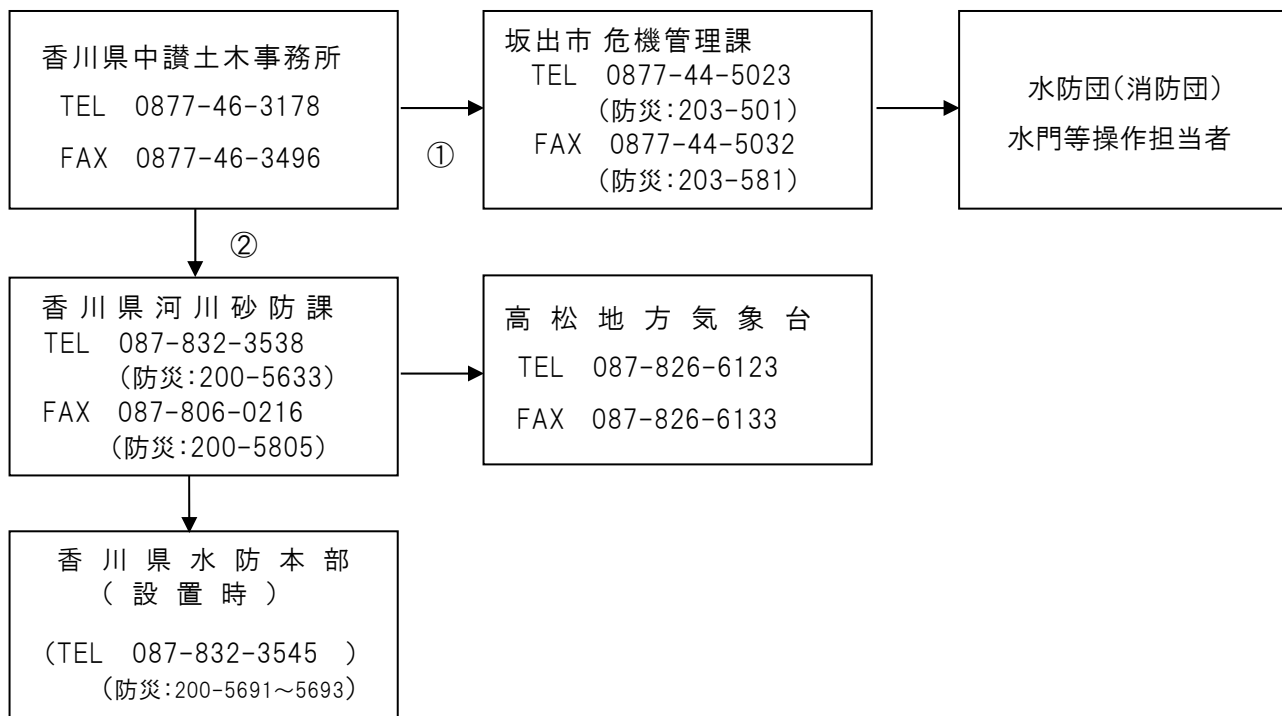 香川県中讃土木事務所
TEL 0877-46-3178
FAX 0877-46-3496
①
坂出市 危機管理課
TEL 0877-44-5023
(防災:203-501)
FAX 0877-44-5032
(防災:203-581)
水防団(消防団)
水門等操作担当者
②
香川県河川砂防課
TEL 087-832-3538
(防災:200-5633)
FAX 087-806-0216
(防災:200-5805)
高松地方気象台
TEL 087-826-6123
FAX 087-826-6133
香川県水防本部
(設置時)
(TEL 087-832-3545 )
(防災:200-5691～5693)